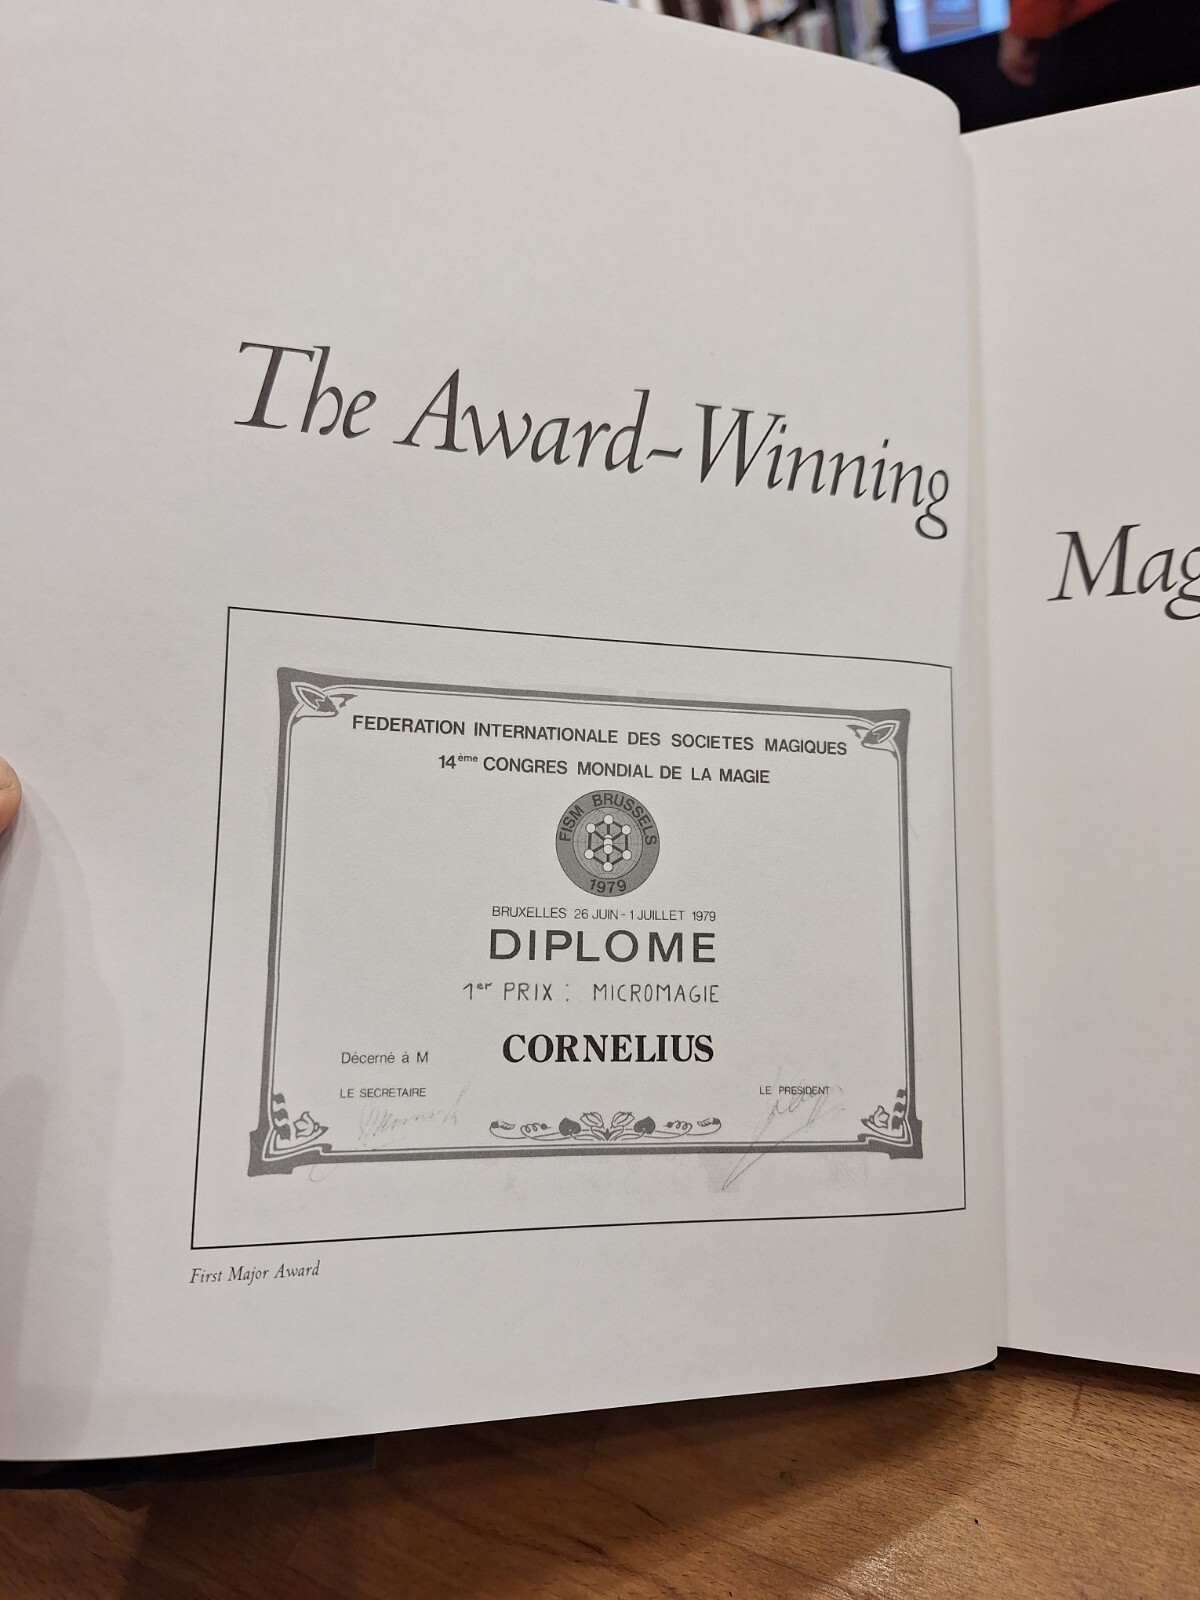 The Award-Winning
Mag
FEDERATION INTERNATIONALE DES SOCIETES MAGIQUES
14ème CONGRES MONDIAL DE LA MAGIE
FISM BRUSSELS
1979
BRUXELLES 26 JUIN - 1 JUILLET 1979
DIPLOME
1er PRIX : MICROMAGIE
Décerné à M CORNELIUS
LE SECRETAIRE LE PRESIDENT
First Major Award